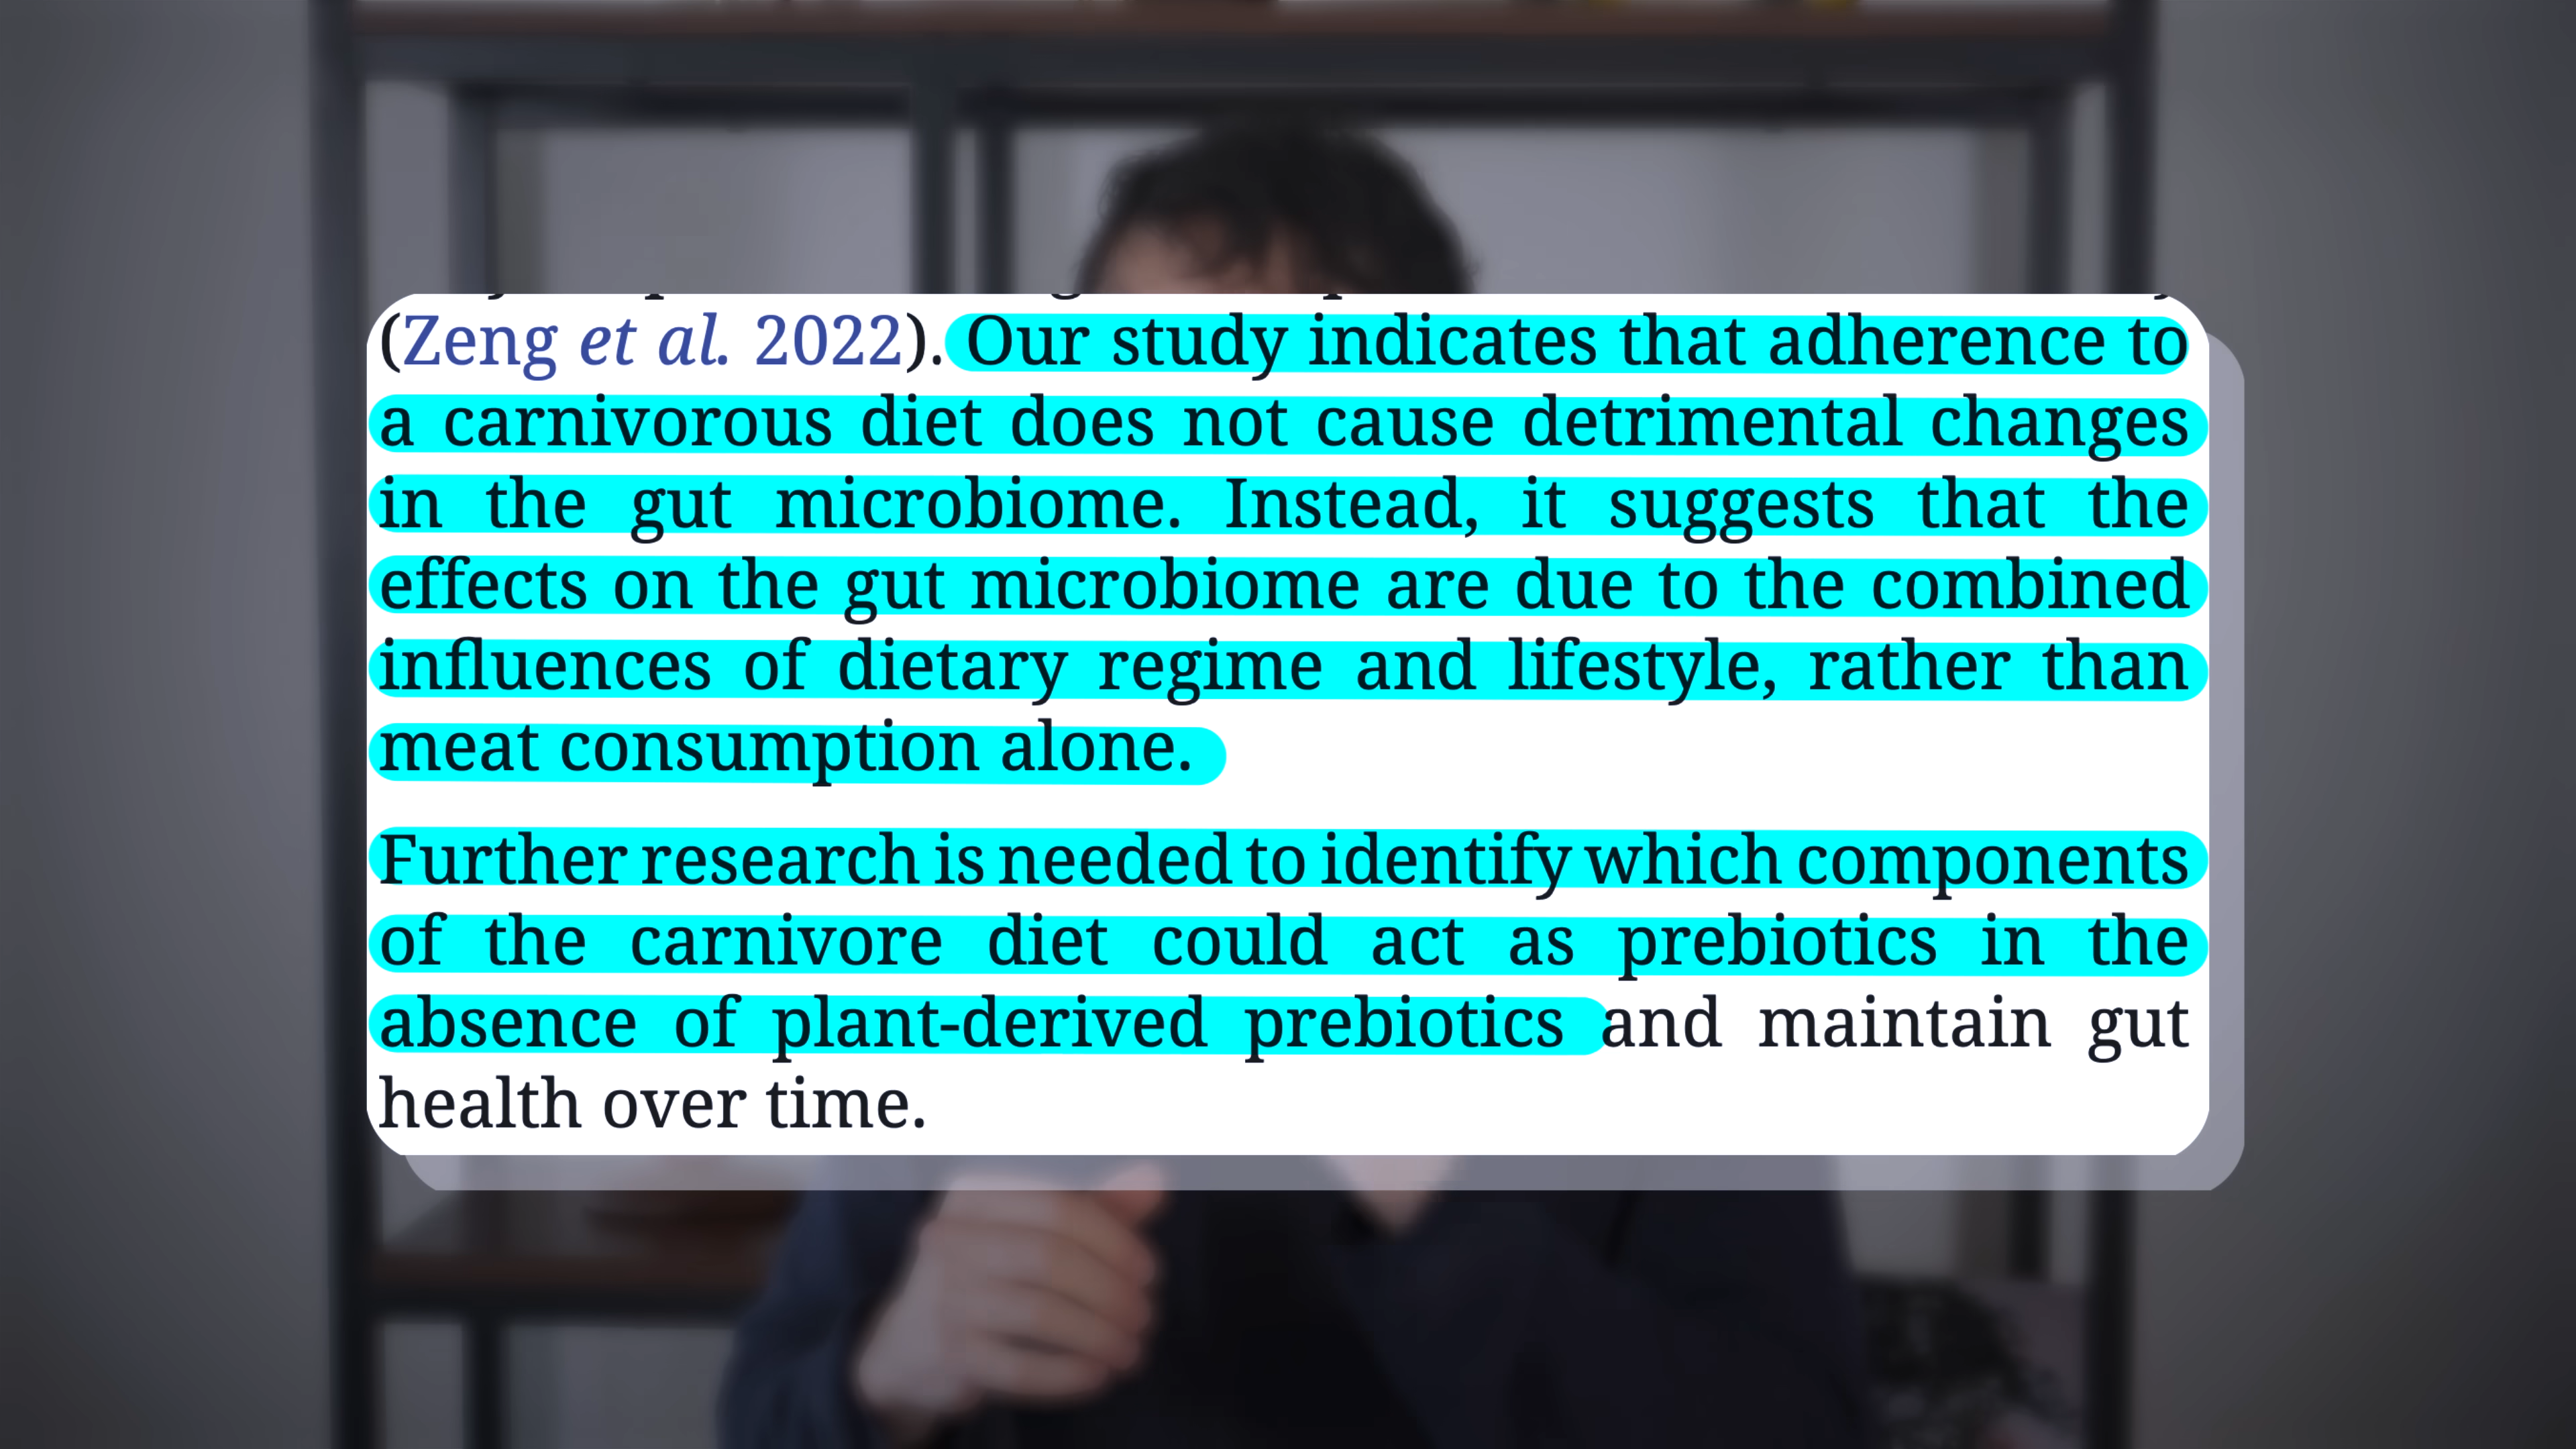 (Zeng et al. 2022). Our study indicates that adherence to
a carnivorous diet does not cause detrimental changes
in the gut microbiome. Instead, it suggests that the
effects on the gut microbiome are due to the combined
influences of dietary regime and lifestyle, rather than
meat consumption alone.
Further research is needed to identify which components
of the carnivore diet could act as prebiotics in the
absence of plant-derived prebiotics and maintain gut
health over time.